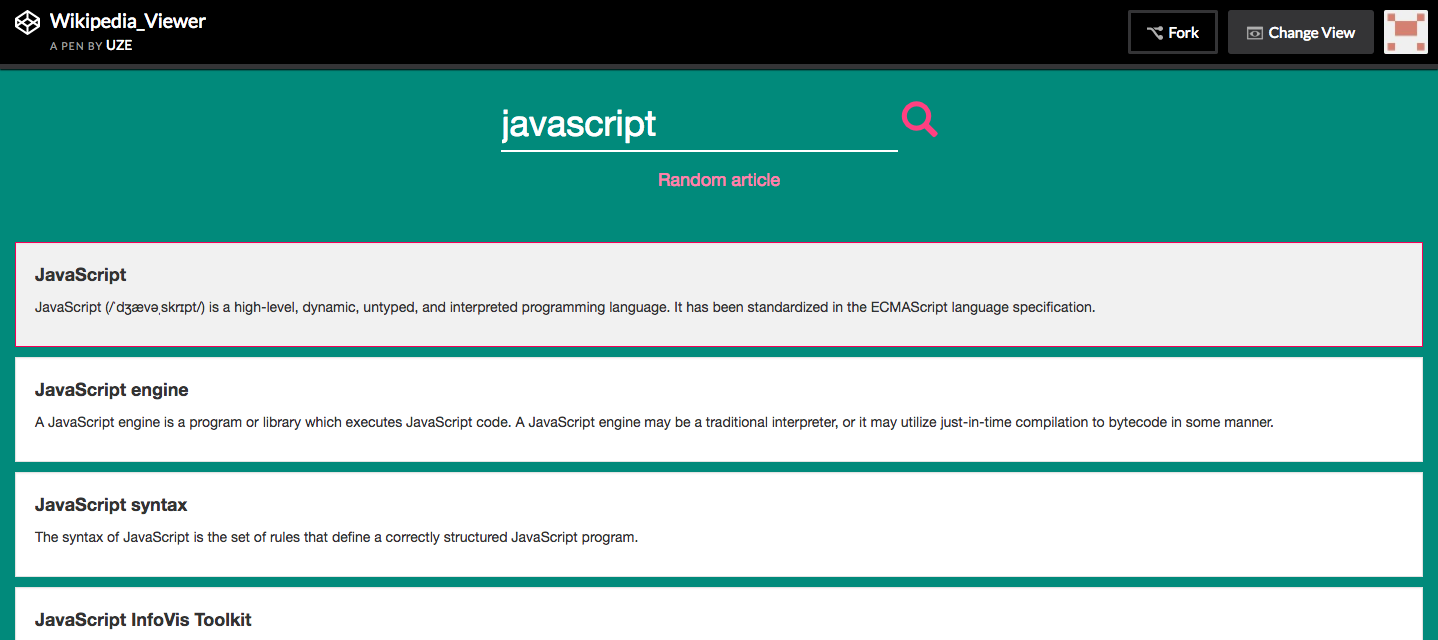 Wikipedia_Viewer
A PEN BY UZE
Fork
Change View
javascript
Random article
JavaScript
JavaScript (/ˈdʒævəˌskrɪpt/) is a high-level, dynamic, untyped, and interpreted programming language. It has been standardized in the ECMAScript language specification.
JavaScript engine
A JavaScript engine is a program or library which executes JavaScript code. A JavaScript engine may be a traditional interpreter, or it may utilize just-in-time compilation to bytecode in some manner.
JavaScript syntax
The syntax of JavaScript is the set of rules that define a correctly structured JavaScript program.
JavaScript InfoVis Toolkit